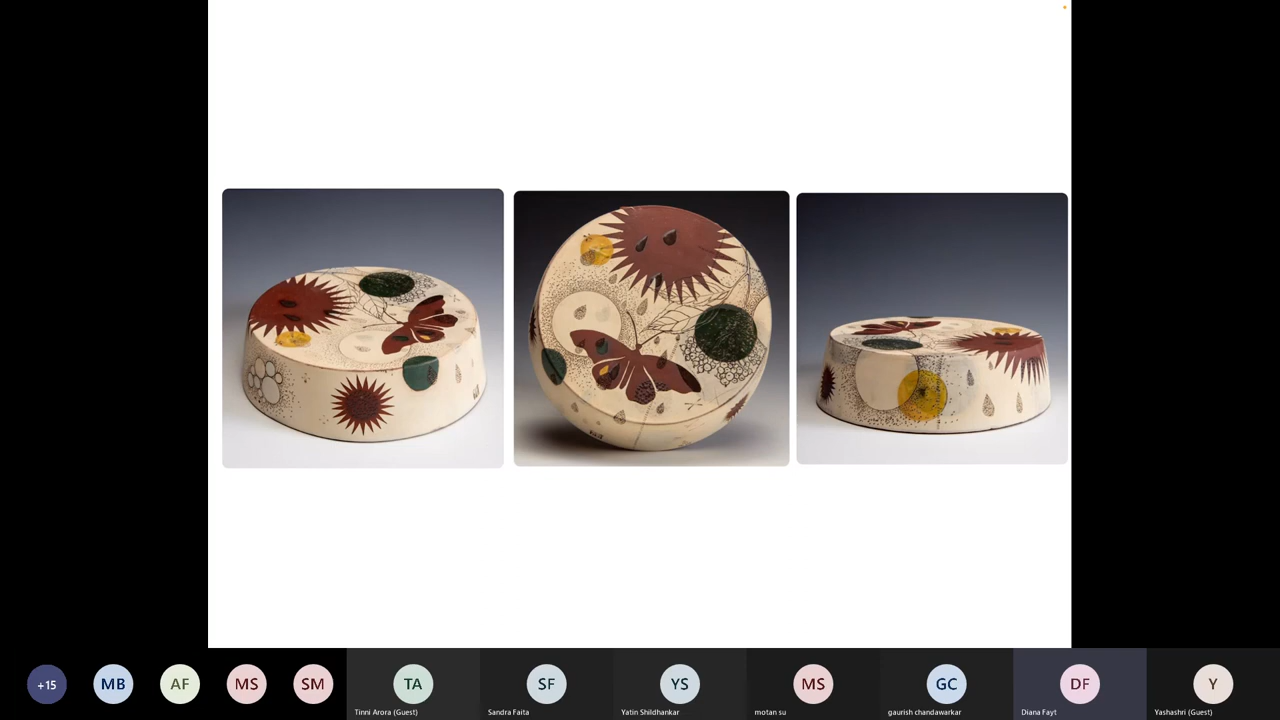 +15
MB
AF
MS
SM
TA
SF
YS
MS
GC
DF
Y
Tinni Arora (Guest)
Sandra Faita
Yatin Shildhankar
motan su
gaurish chandawarkar
Diana Fayt
Yashashri (Guest)